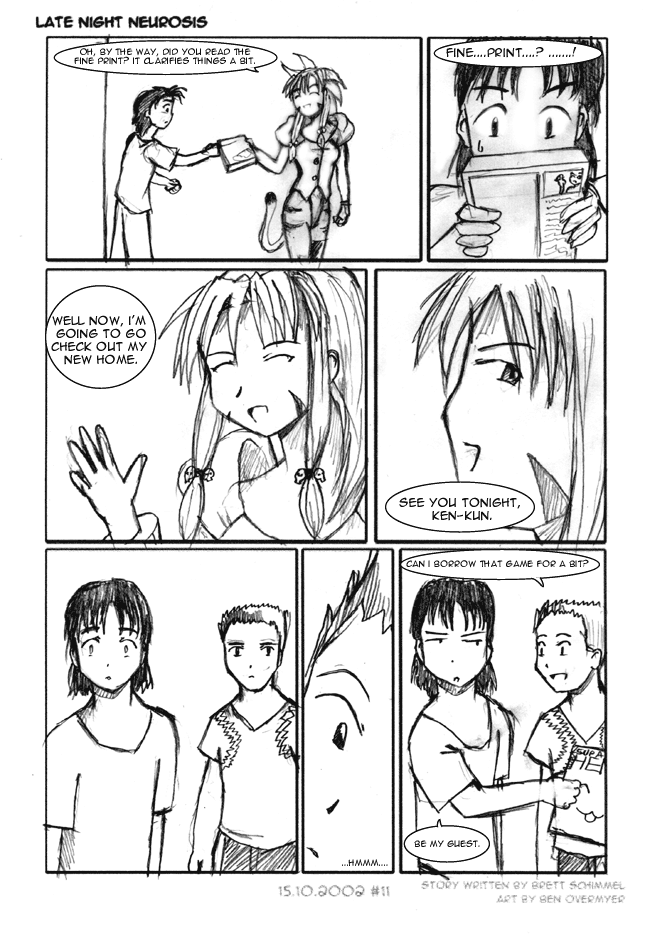 LATE NIGHT NEUROSIS
OH, BY THE WAY, DID YOU READ THE
FINE PRINT? IT CLARIFIES THINGS A BIT.
FINE....PRINT....? .......!
WELL NOW, I'M
GOING TO GO
CHECK OUT MY
NEW HOME.
SEE YOU TONIGHT,
KEN-KUN.
...HMMM....
CAN I BORROW THAT GAME FOR A BIT?
SUPA
BE MY GUEST.
15.10.2002 #11
STORY WRITTEN BY BRETT SCHIMMEL
ART BY BEN OVERMYER